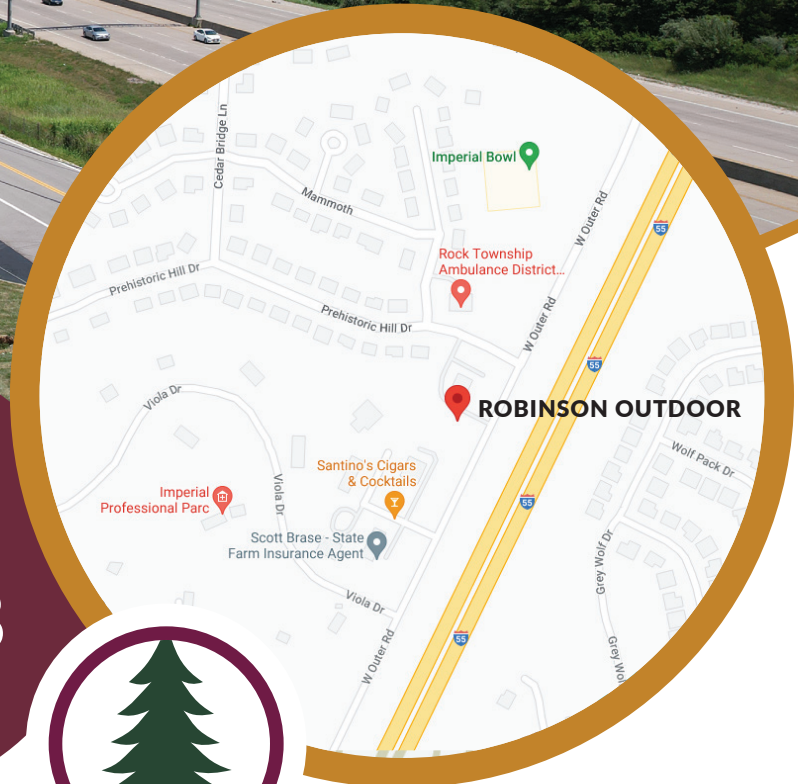 Cedar Bridge Ln
Imperial Bowl
Mammoth
W Outer Rd
55
Rock Township
Ambulance District...
Prehistoric Hill Dr
Prehistoric Hill Dr
W Outer Rd
55
Viola Dr
ROBINSON OUTDOOR
Wolf Pack Dr
Santino's Cigars
& Cocktails
Imperial
Professional Parc
Viola Dr
55
Scott Brase - State
Farm Insurance Agent
Grey Wolf Dr
Viola Dr
55
W Outer Rd
Grey Wol